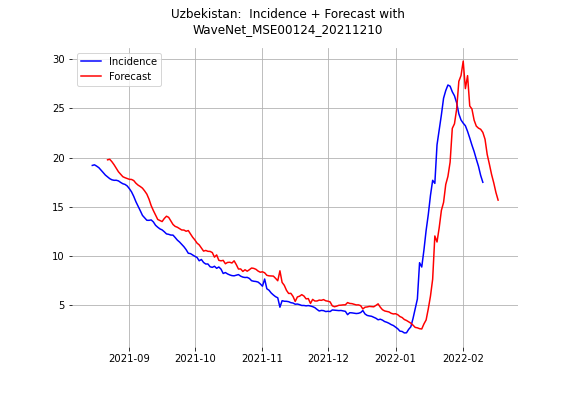 Uzbekistan:  Incidence + Forecast with
WaveNet_MSE00124_20211210
Incidence
Forecast
30
25
20
15
10
5
2021-09 2021-10 2021-11 2021-12 2022-01 2022-02